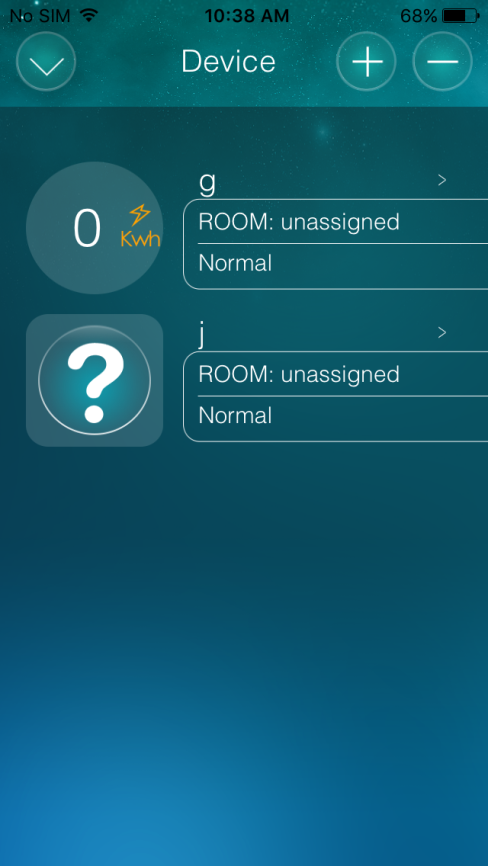 No SIM 10:38 AM 68%
Device
g >
0 Kwh
ROOM: unassigned
Normal
j >
?
ROOM: unassigned
Normal